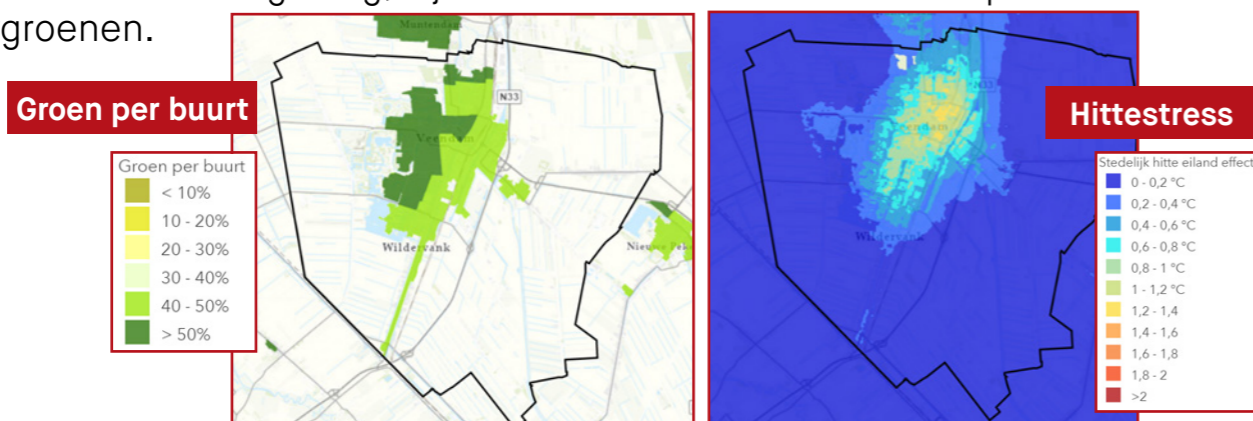 groenen.
Groen per buurt
Groen per buurt
< 10%
10 - 20%
20 - 30%
30 - 40%
40 - 50%
> 50%
Muntendam
N33
Veendam
Wildervank
Nieuwe Pek
Hittestress
Stedelijk hitte eiland effect
0 - 0,2 °C
0,2 - 0,4 °C
0,4 - 0,6 °C
0,6 - 0,8 °C
0,8 - 1 °C
1 - 1,2 °C
1,2 - 1,4
1,4 - 1,6
1,6 - 1,8
1,8 - 2
>2
N33
Wildervank